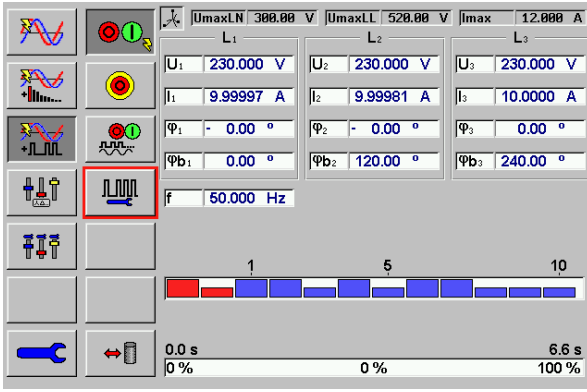 UmaxLN 300.00 V UmaxLL 520.00 V Imax 12.000 A
L1 L2 L3
U1 230.000 V U2 230.000 V U3 230.000 V
I1 9.99997 A I2 9.99981 A I3 10.0000 A
φ1 - 0.00 º φ2 - 0.00 º φ3 0.00 º
φb1 0.00 º φb2 120.00 º φb3 240.00 º
f 50.000 Hz
1 5 10
0.0 s 6.6 s
0 % 0 % 100 %